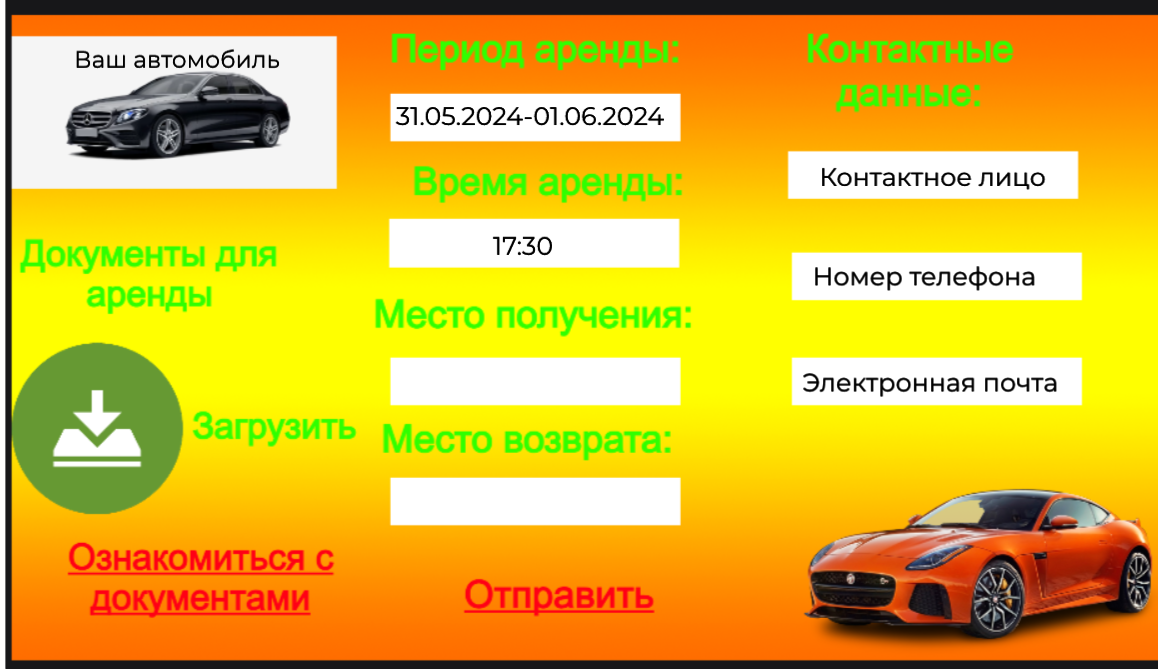 Ваш автомобиль
Документы для
аренды
Загрузить
Ознакомиться с
документами
Период аренды:
31.05.2024-01.06.2024
Время аренды:
17:30
Место получения:
Место возврата:
Отправить
Контактные
данные:
Контактное лицо
Номер телефона
Электронная почта